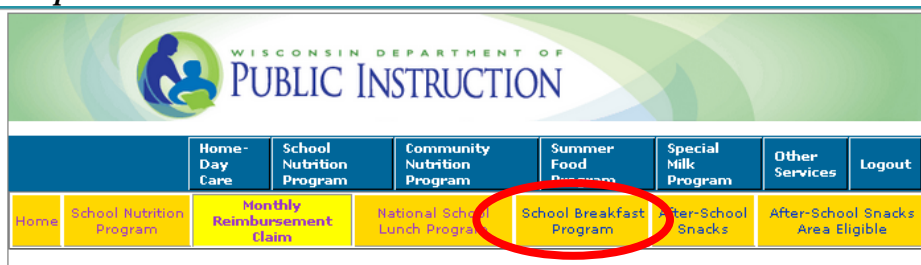 WISCONSIN DEPARTMENT OF
PUBLIC INSTRUCTION
Home-
Day
Care
School
Nutrition
Program
Community
Nutrition
Program
Summer
Food
Program
Special
Milk
Program
Other
Services
Logout
Home
School Nutrition
Program
Monthly
Reimbursement
Claim
National School
Lunch Program
School Breakfast
Program
After-School
Snacks
After-School Snacks
Area Eligible